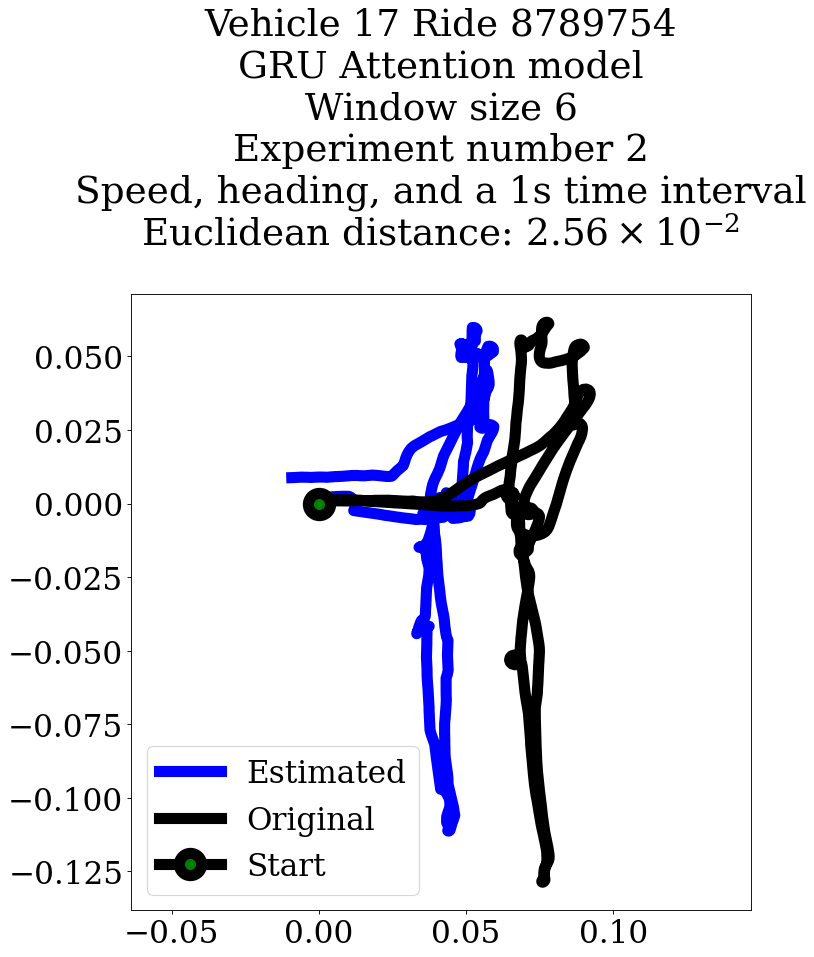 Vehicle 17 Ride 8789754
GRU Attention model
Window size 6
Experiment number 2
Speed, heading, and a 1s time interval
Euclidean distance: 2.56 × 10⁻²
0.050
0.025
0.000
−0.025
−0.050
−0.075
−0.100
−0.125
Estimated
Original
Start
−0.05 0.00 0.05 0.10